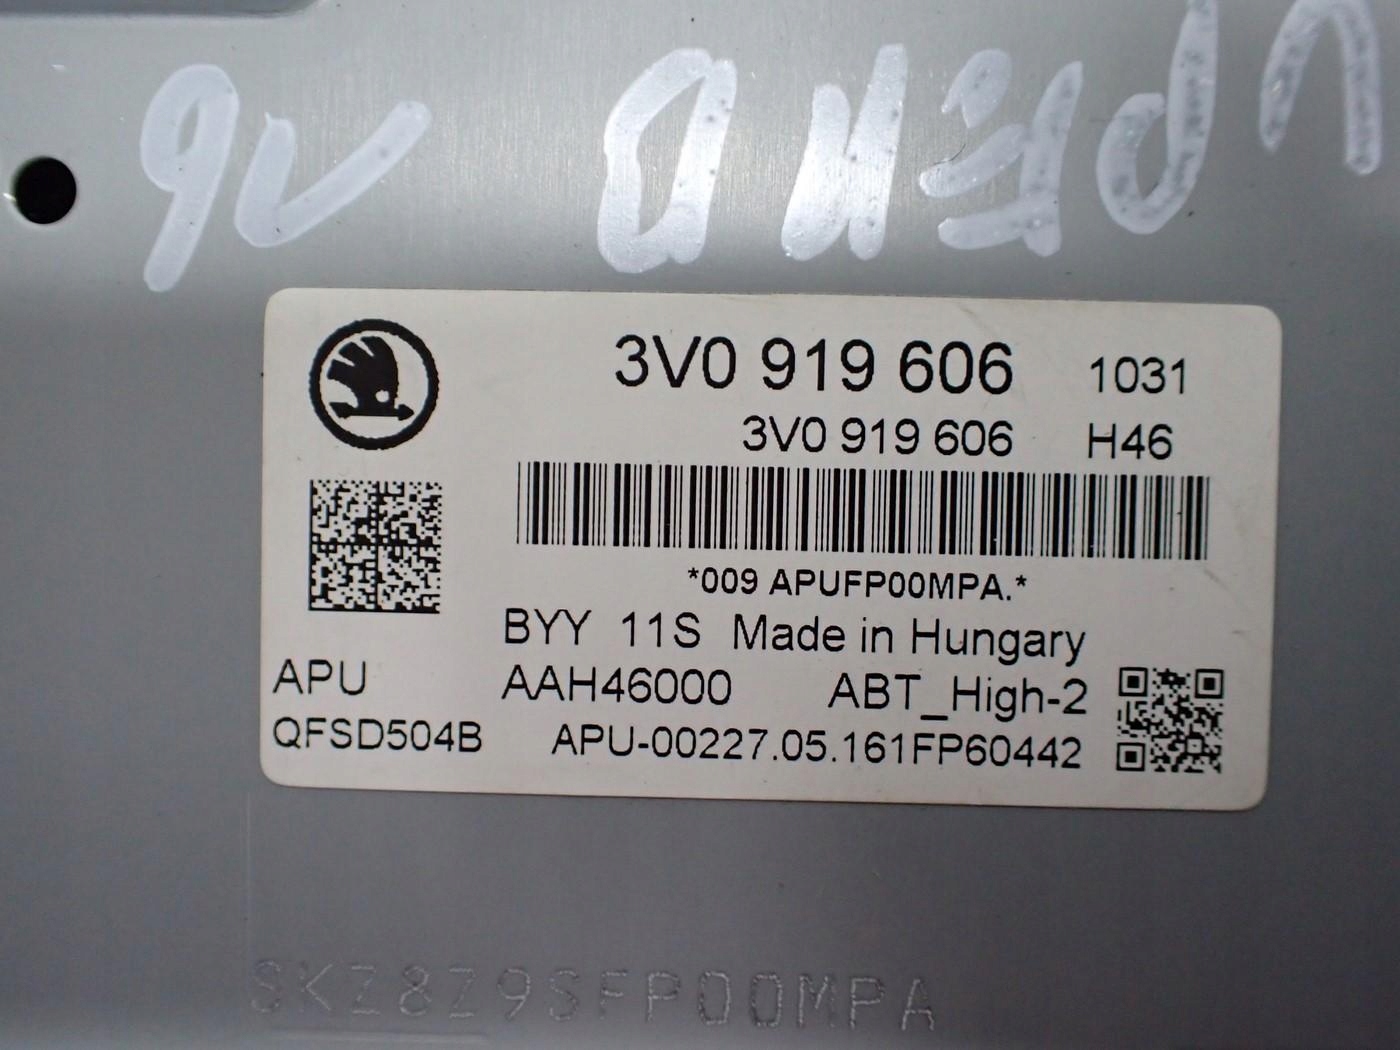 3V0 919 606 1031
3V0 919 606 H46
*009 APUFP00MPA.*
BYY 11S Made in Hungary
APU AAH46000 ABT_High-2
QFSD504B APU-00227.05.161FP60442
SKZ8Z9SFP00MPA